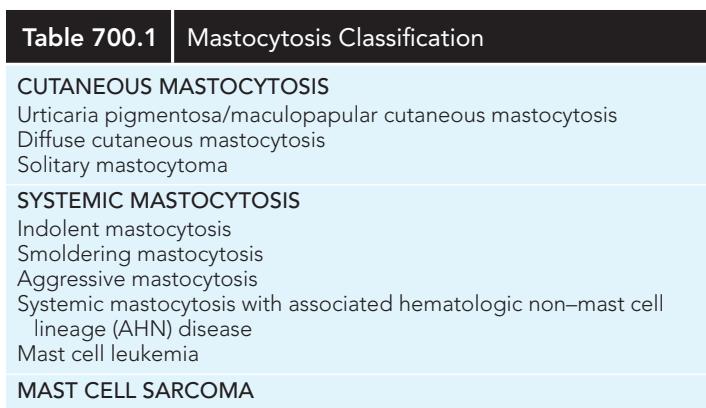 Table 700.1 Mastocytosis Classification
CUTANEOUS MASTOCYTOSIS
Urticaria pigmentosa/maculopapular cutaneous mastocytosis
Diffuse cutaneous mastocytosis
Solitary mastocytoma
SYSTEMIC MASTOCYTOSIS
Indolent mastocytosis
Smoldering mastocytosis
Aggressive mastocytosis
Systemic mastocytosis with associated hematologic non–mast cell
lineage (AHN) disease
Mast cell leukemia
MAST CELL SARCOMA